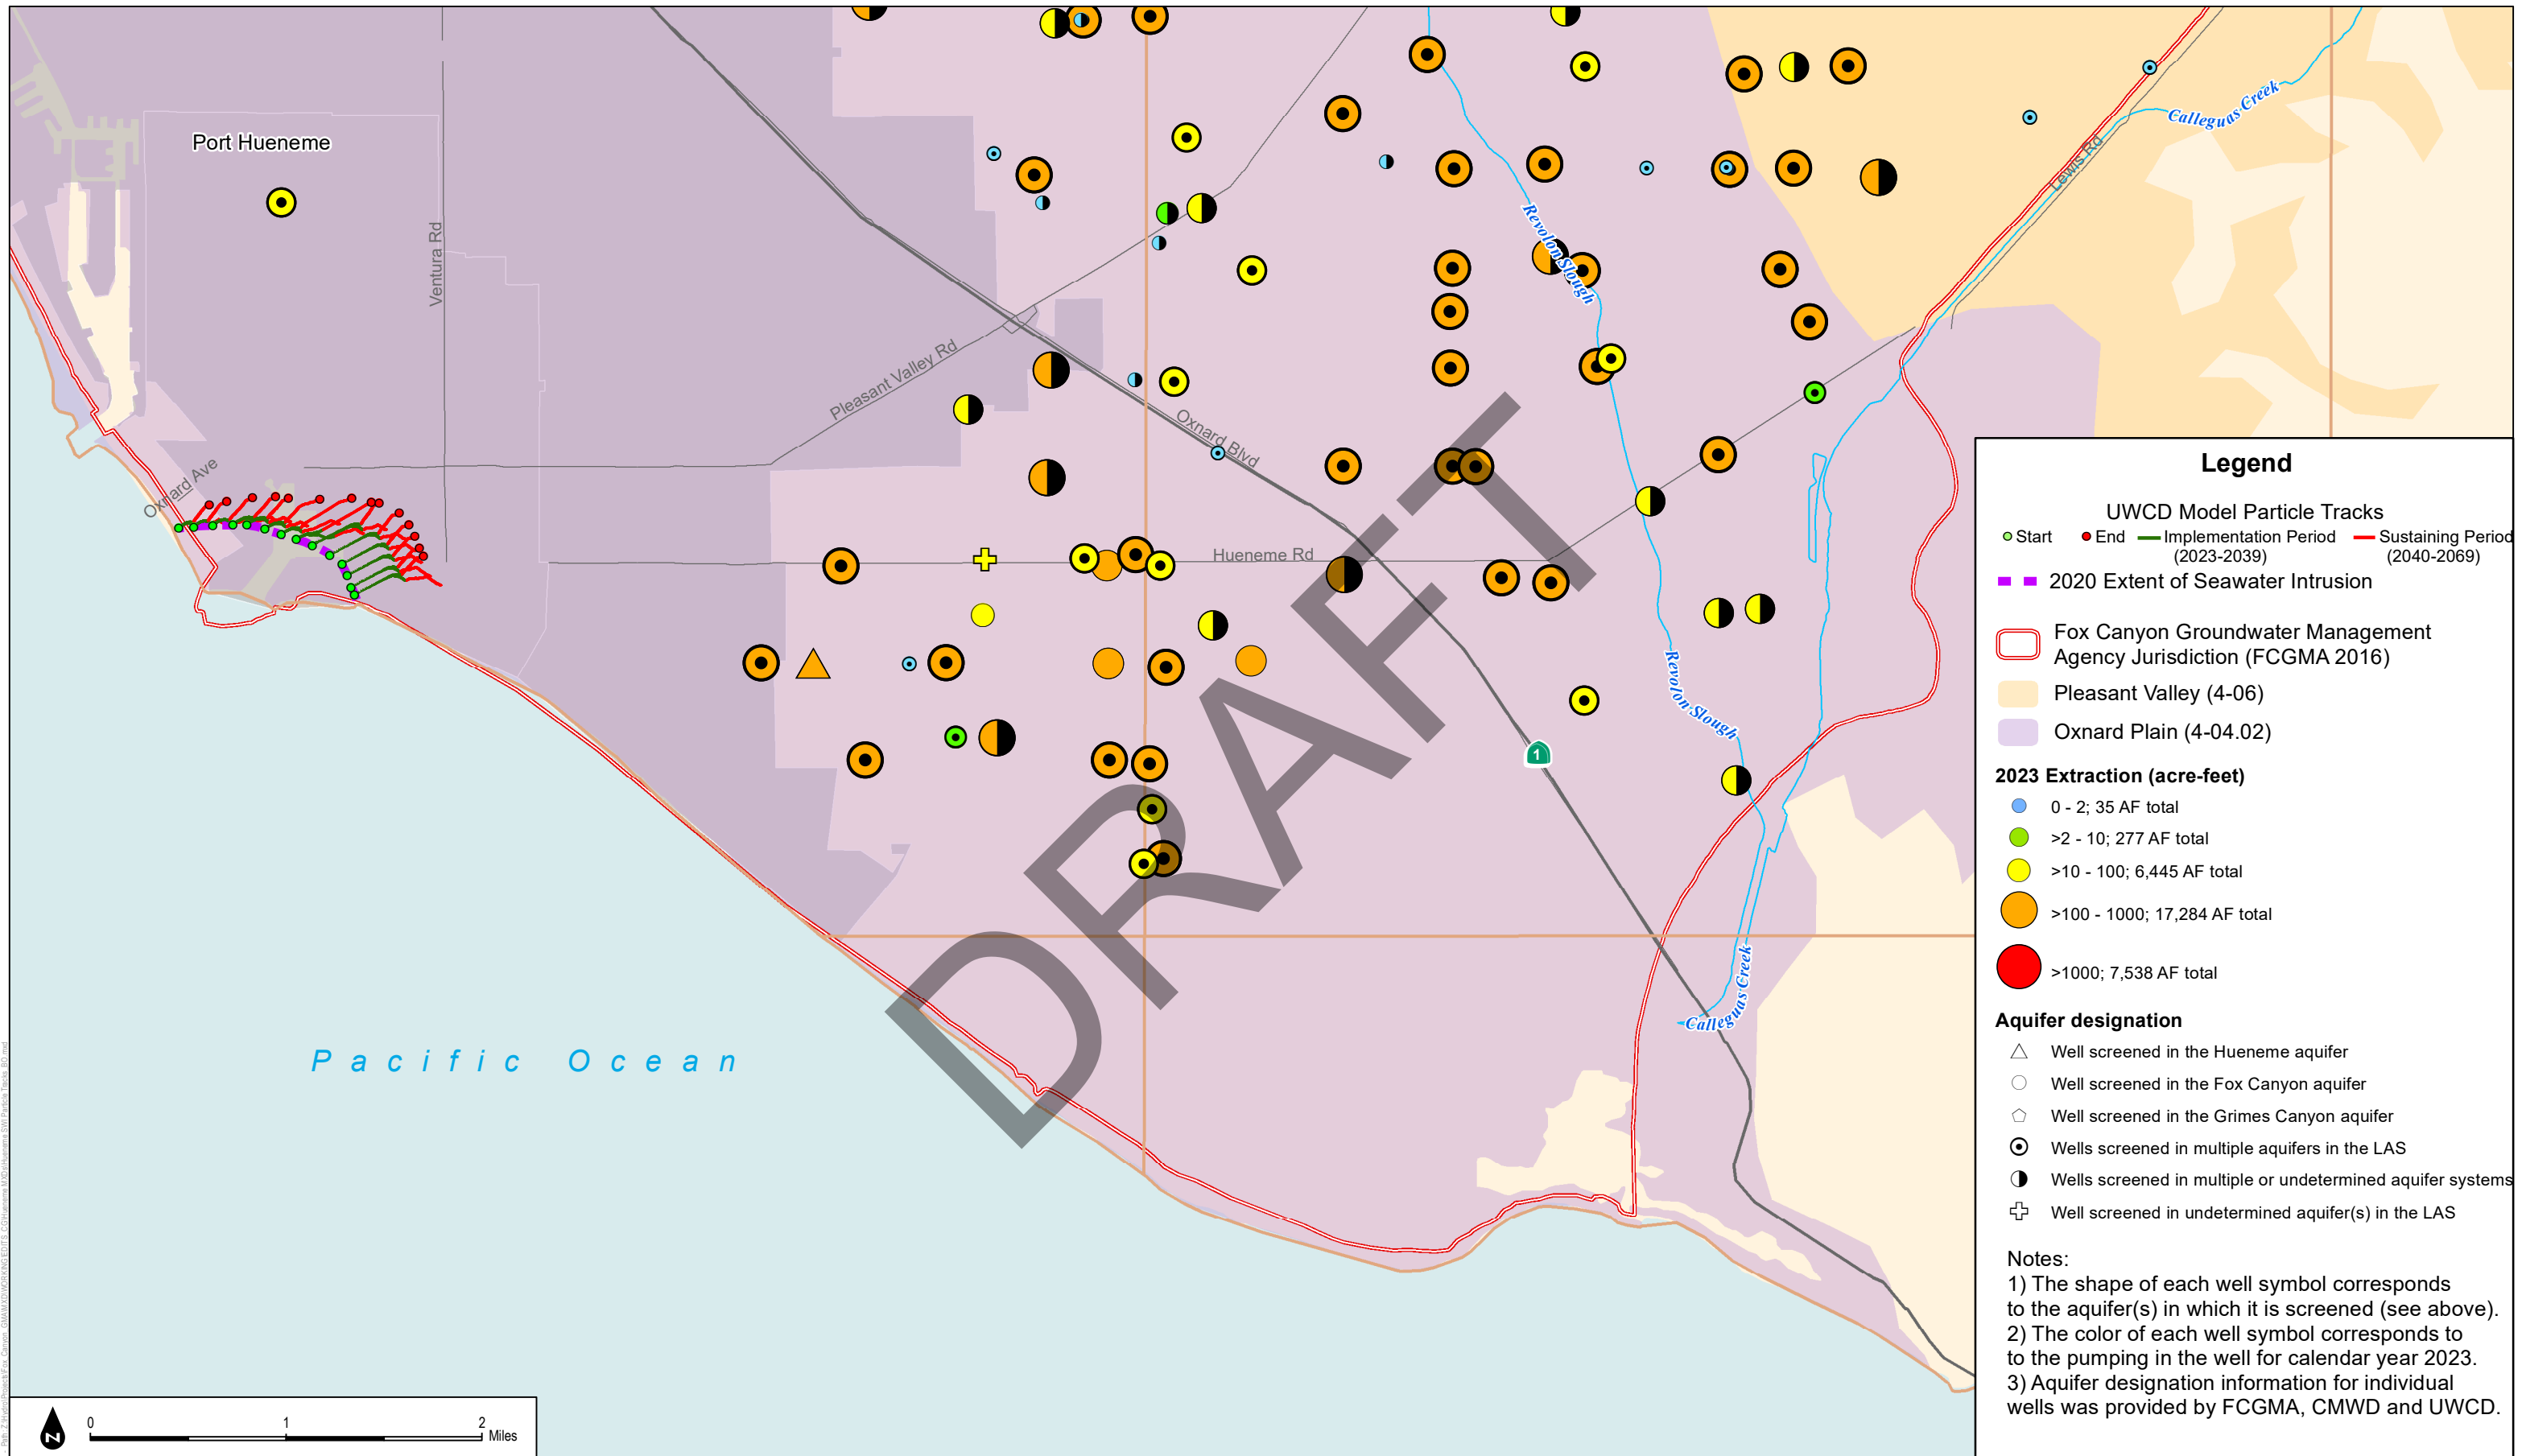 Port Hueneme
Ventura Rd
Oxnard Ave
Pleasant Valley Rd
Oxnard Blvd
Hueneme Rd
Lewis Rd
Calleguas Creek
Revolon Slough
Revolon Slough
Calleguas Creek
1
Pacific Ocean
DRAFT
N
0 1 2
Miles
Legend
UWCD Model Particle Tracks
Start End Implementation Period Sustaining Period
(2023-2039) (2040-2069)
2020 Extent of Seawater Intrusion
Fox Canyon Groundwater Management
Agency Jurisdiction (FCGMA 2016)
Pleasant Valley (4-06)
Oxnard Plain (4-04.02)
2023 Extraction (acre-feet)
0 - 2; 35 AF total
>2 - 10; 277 AF total
>10 - 100; 6,445 AF total
>100 - 1000; 17,284 AF total
>1000; 7,538 AF total
Aquifer designation
Well screened in the Hueneme aquifer
Well screened in the Fox Canyon aquifer
Well screened in the Grimes Canyon aquifer
Wells screened in multiple aquifers in the LAS
Wells screened in multiple or undetermined aquifer systems
Well screened in undetermined aquifer(s) in the LAS
Notes:
1) The shape of each well symbol corresponds
to the aquifer(s) in which it is screened (see above).
2) The color of each well symbol corresponds to
to the pumping in the well for calendar year 2023.
3) Aquifer designation information for individual
wells was provided by FCGMA, CMWD and UWCD.